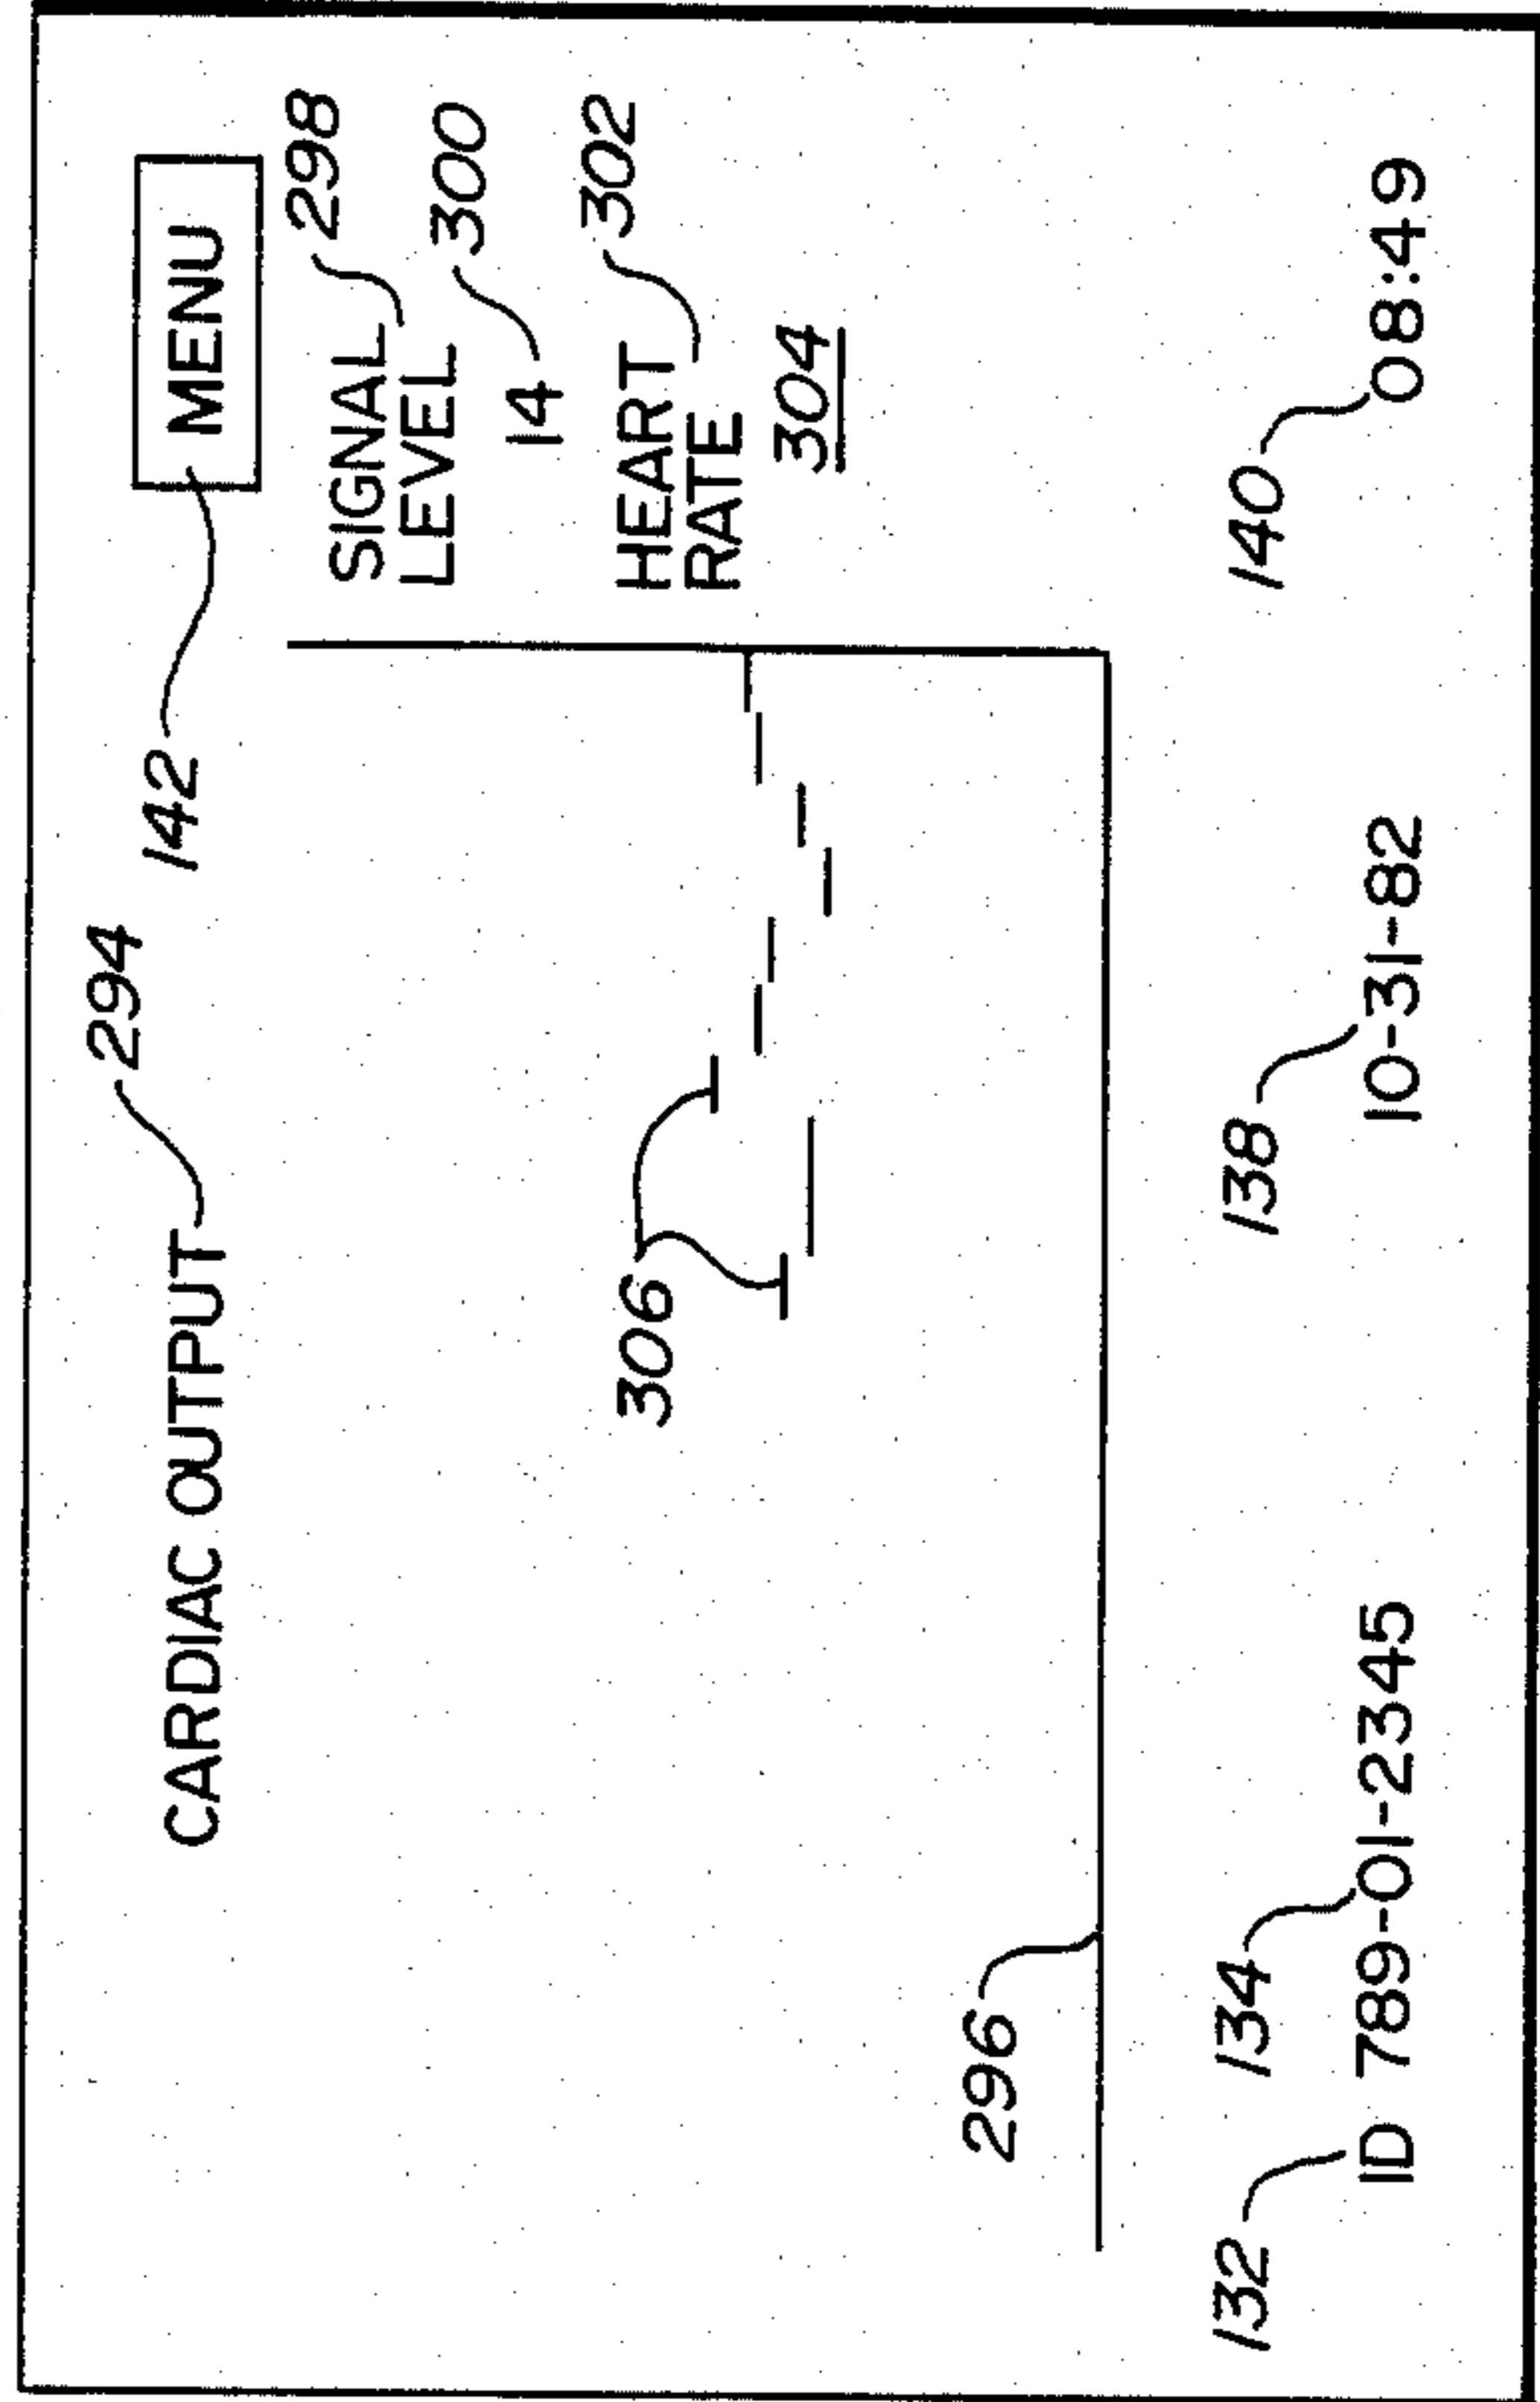 294
CARDIAC OUTPUT
142
MENU
SIGNAL
LEVEL
298
14
300
HEART
RATE
302
304
306
296
132
134
138
140
ID 789-01-2345
10-31-82
08:49